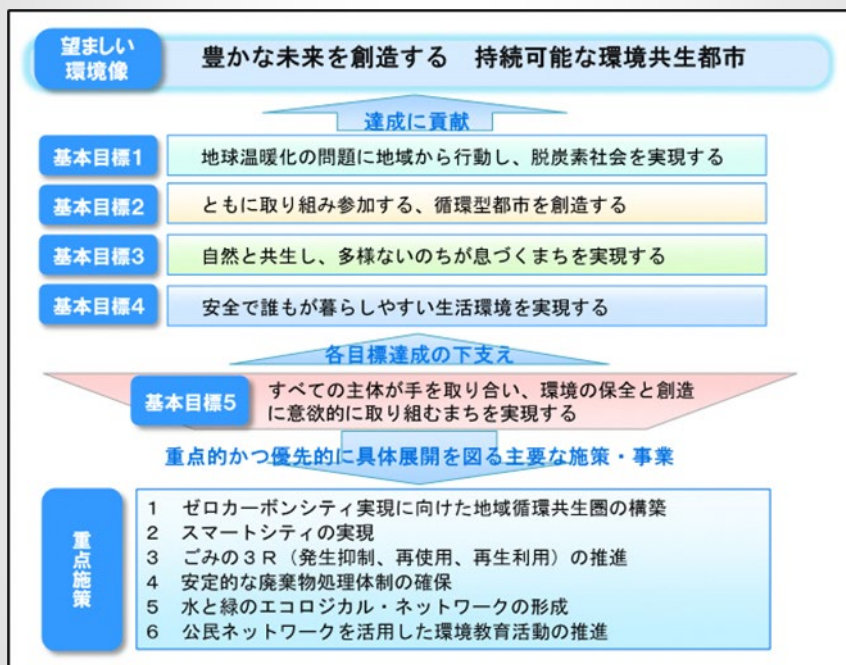 望ましい
環境像
豊かな未来を創造する　持続可能な環境共生都市
達成に貢献
基本目標1
地球温暖化の問題に地域から行動し、脱炭素社会を実現する
基本目標2
ともに取り組み参加する、循環型都市を創造する
基本目標3
自然と共生し、多様ないのちが息づくまちを実現する
基本目標4
安全で誰もが暮らしやすい生活環境を実現する
各目標達成の下支え
基本目標5
すべての主体が手を取り合い、環境の保全と創造
に意欲的に取り組むまちを実現する
重点的かつ優先的に具体展開を図る主要な施策・事業
重点施策
1　ゼロカーボンシティ実現に向けた地域循環共生圏の構築
2　スマートシティの実現
3　ごみの３Ｒ（発生抑制、再使用、再生利用）の推進
4　安定的な廃棄物処理体制の確保
5　水と緑のエコロジカル・ネットワークの形成
6　公民ネットワークを活用した環境教育活動の推進